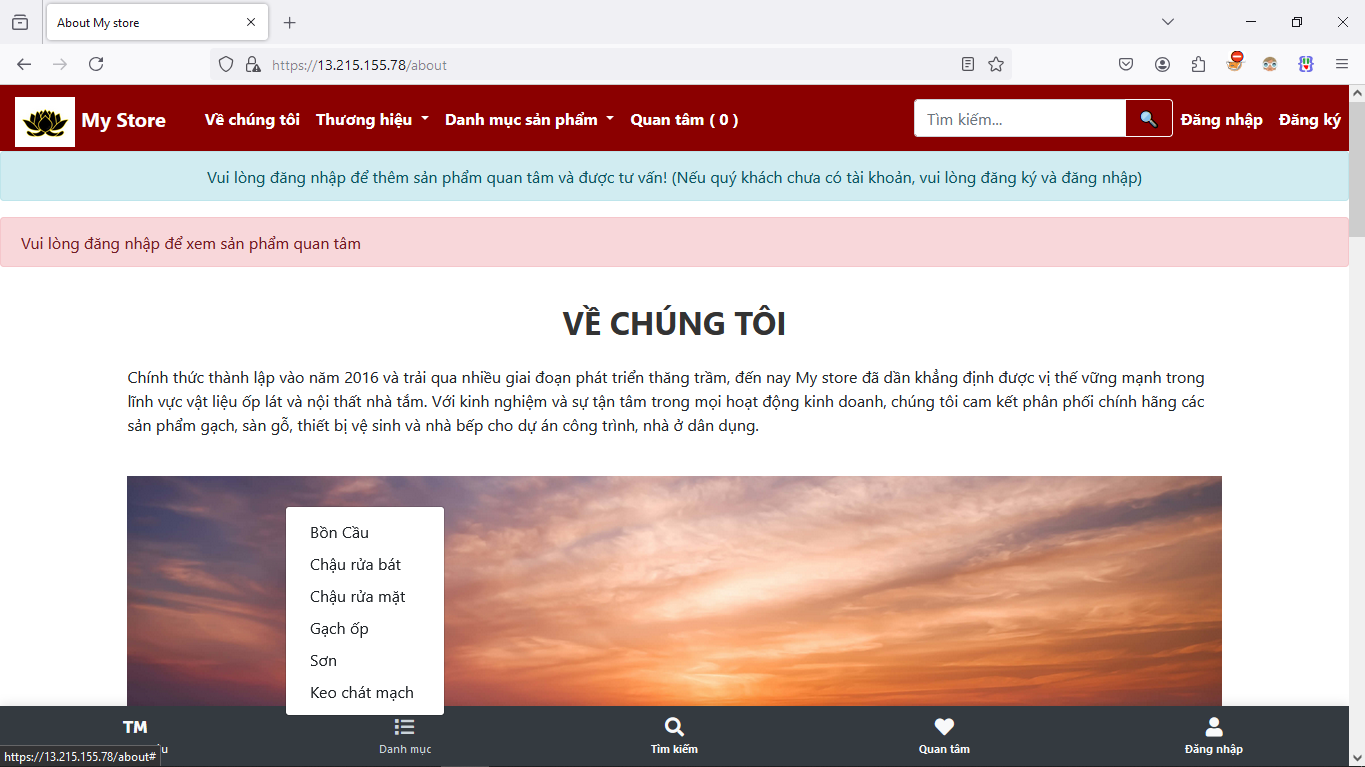 About My store
https://13.215.155.78/about
My Store
Về chúng tôi
Thương hiệu
Danh mục sản phẩm
Quan tâm ( 0 )
Tìm kiếm...
Đăng nhập
Đăng ký
Vui lòng đăng nhập để thêm sản phẩm quan tâm và được tư vấn! (Nếu quý khách chưa có tài khoản, vui lòng đăng ký và đăng nhập)
Vui lòng đăng nhập để xem sản phẩm quan tâm
VỀ CHÚNG TÔI
Chính thức thành lập vào năm 2016 và trải qua nhiều giai đoạn phát triển thăng trầm, đến nay My store đã dần khẳng định được vị thế vững mạnh trong
lĩnh vực vật liệu ốp lát và nội thất nhà tắm. Với kinh nghiệm và sự tận tâm trong mọi hoạt động kinh doanh, chúng tôi cam kết phân phối chính hãng các
sản phẩm gạch, sàn gỗ, thiết bị vệ sinh và nhà bếp cho dự án công trình, nhà ở dân dụng.
Bồn Cầu
Chậu rửa bát
Chậu rửa mặt
Gạch ốp
Sơn
Keo chát mạch
TM
Danh mục
Tìm kiếm
Quan tâm
Đăng nhập
https://13.215.155.78/about#